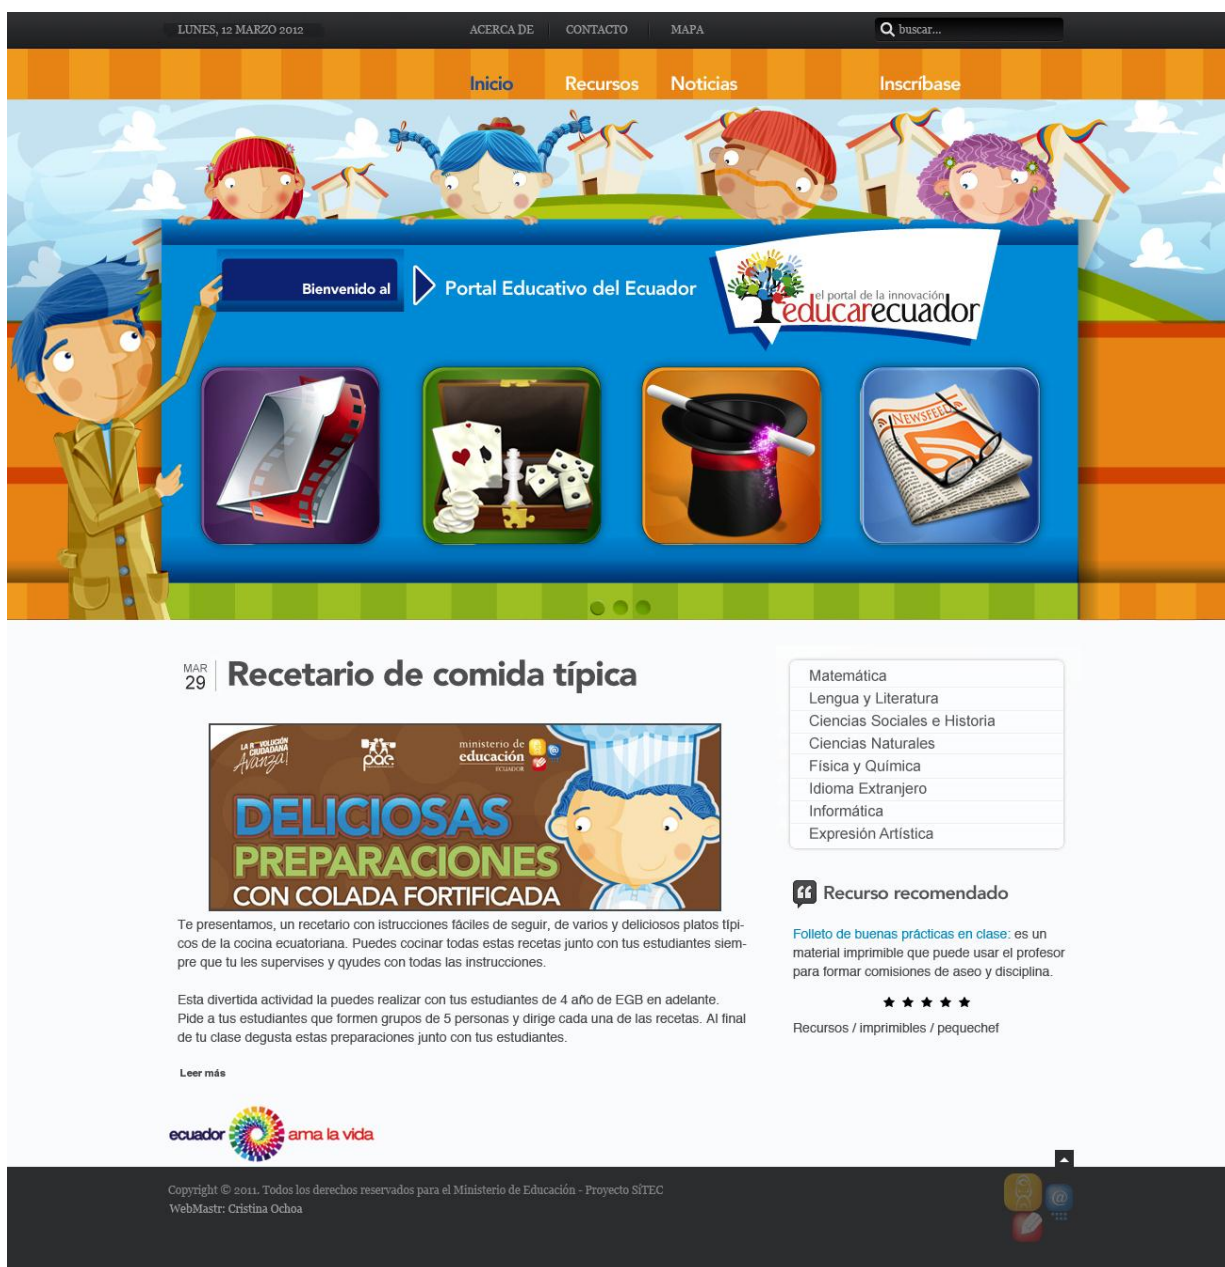 LUNES, 12 MARZO 2012
ACERCA DE
CONTACTO
MAPA
buscar...
Inicio
Recursos
Noticias
Inscríbase
Bienvenido al
Portal Educativo del Ecuador
el portal de la innovación
educarecuador
NEWSFEED
MAR
29
Recetario de comida típica
LA REVOLUCIÓN
CIUDADANA
Avanza!
pae
ministerio de
educación
ECUADOR
DELICIOSAS
PREPARACIONES
CON COLADA FORTIFICADA
Te presentamos, un recetario con istrucciones fáciles de seguir, de varios y deliciosos platos típi-
cos de la cocina ecuatoriana. Puedes cocinar todas estas recetas junto con tus estudiantes siem-
pre que tu les supervises y qyudes con todas las instrucciones.
Esta divertida actividad la puedes realizar con tus estudiantes de 4 año de EGB en adelante.
Pide a tus estudiantes que formen grupos de 5 personas y dirige cada una de las recetas. Al final
de tu clase degusta estas preparaciones junto con tus estudiantes.
Leer más
Matemática
Lengua y Literatura
Ciencias Sociales e Historia
Ciencias Naturales
Física y Química
Idioma Extranjero
Informática
Expresión Artística
Recurso recomendado
Folleto de buenas prácticas en clase: es un
material imprimible que puede usar el profesor
para formar comisiones de aseo y disciplina.
Recursos / imprimibles / pequechef
ecuador ama la vida
Copyright © 2011. Todos los derechos reservados para el Ministerio de Educación - Proyecto SíTEC
WebMastr: Cristina Ochoa